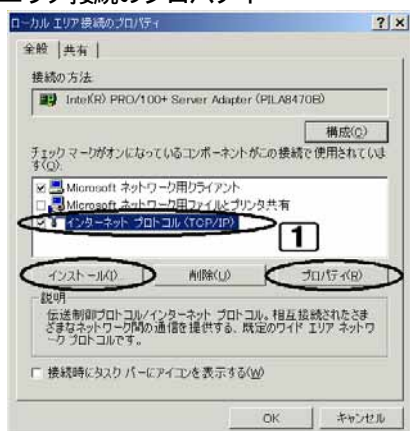 ローカル エリア接続のプロパティ
全般
共有
接続の方法:
Intel(R) PRO/100+ Server Adapter (PILA8470B)
構成(C)
チェック マークがオンになっているコンポーネントがこの接続で使用されていま
す(O):
Microsoft ネットワーク用クライアント
Microsoft ネットワーク用ファイルとプリンタ共有
インターネット プロトコル (TCP/IP)
1
インストール(I)
削除(U)
プロパティ(R)
説明
伝送制御プロトコル/インターネット プロトコル。相互接続されたさま
ざまなネットワーク間の通信を提供する、既定のワイド エリア ネットワ
ーク プロトコルです。
接続時にタスク バーにアイコンを表示する(W)
OK
キャンセル